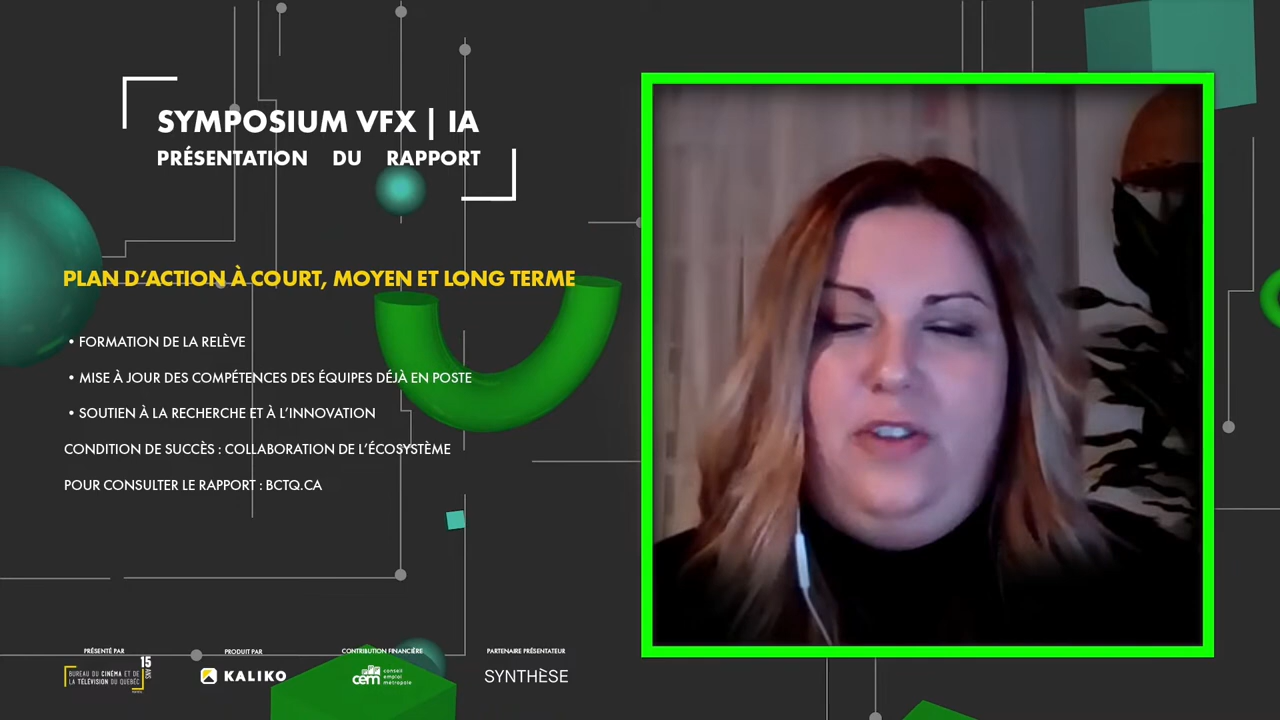 SYMPOSIUM VFX | IA
PRÉSENTATION DU RAPPORT
PLAN D'ACTION À COURT, MOYEN ET LONG TERME
• FORMATION DE LA RELÈVE
• MISE À JOUR DES COMPÉTENCES DES ÉQUIPES DÉJÀ EN POSTE
• SOUTIEN À LA RECHERCHE ET À L'INNOVATION
CONDITION DE SUCCÈS : COLLABORATION DE L'ÉCOSYSTÈME
POUR CONSULTER LE RAPPORT : BCTQ.CA
PRÉSENTÉ PAR
BUREAU DU CINÉMA ET DE
LA TÉLÉVISION DU QUÉBEC
15
ANS
PRODUIT PAR
KALIKO
CONTRIBUTION FINANCIÈRE
cem
conseil
emploi
métropole
PARTENAIRE PRÉSENTATEUR
SYNTHÈSE